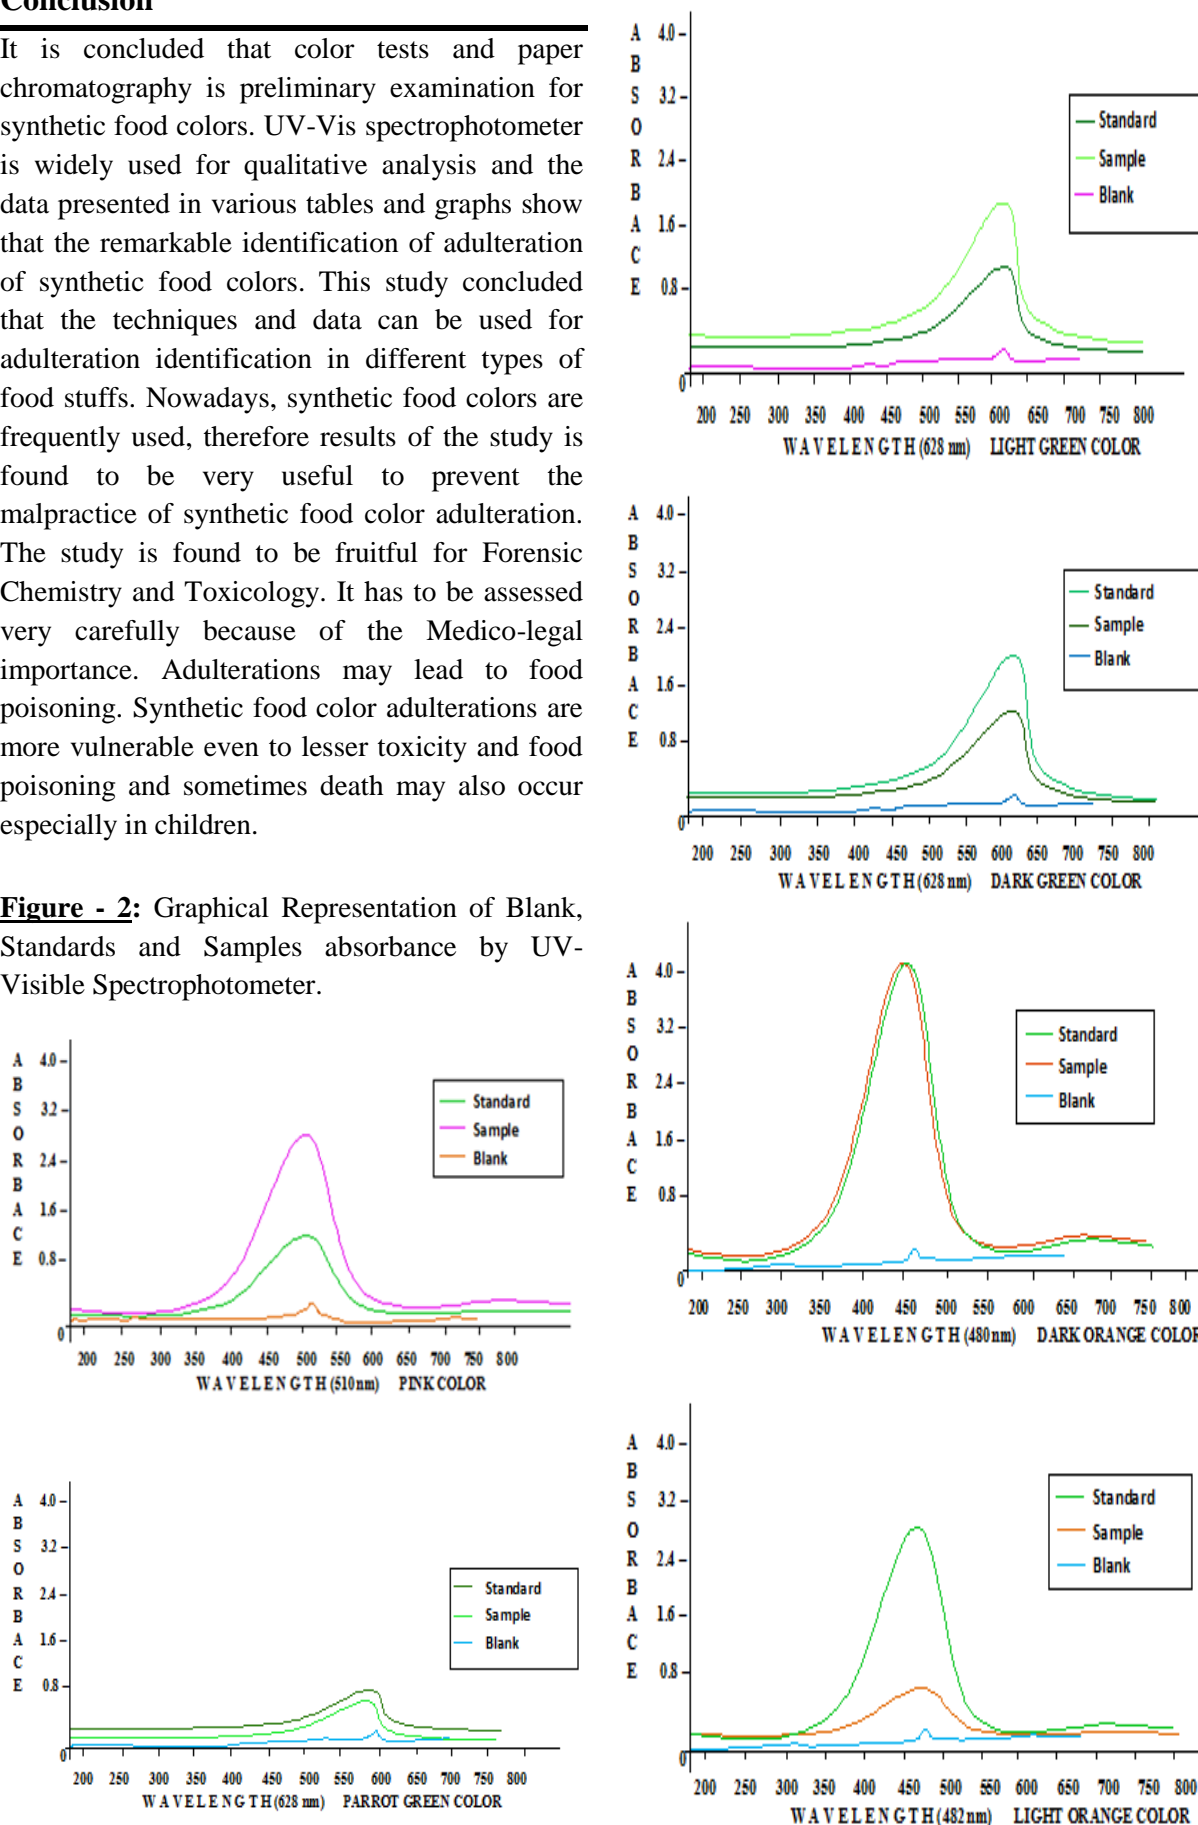 Conclusion
It is concluded that color tests and paper
chromatography is preliminary examination for
synthetic food colors. UV-Vis spectrophotometer
is widely used for qualitative analysis and the
data presented in various tables and graphs show
that the remarkable identification of adulteration
of synthetic food colors. This study concluded
that the techniques and data can be used for
adulteration identification in different types of
food stuffs. Nowadays, synthetic food colors are
frequently used, therefore results of the study is
found to be very useful to prevent the
malpractice of synthetic food color adulteration.
The study is found to be fruitful for Forensic
Chemistry and Toxicology. It has to be assessed
very carefully because of the Medico-legal
importance. Adulterations may lead to food
poisoning. Synthetic food color adulterations are
more vulnerable even to lesser toxicity and food
poisoning and sometimes death may also occur
especially in children.
Figure - 2: Graphical Representation of Blank,
Standards and Samples absorbance by UV-
Visible Spectrophotometer.
A B S O R B A C E
4.0
3.2
2.4
1.6
0.8
0
Standard
Sample
Blank
200 250 300 350 400 450 500 550 600 650 700 750 800
WAVELENGTH (510nm) PINK COLOR
A B S O R B A C E
4.0
3.2
2.4
1.6
0.8
0
Standard
Sample
Blank
200 250 300 350 400 450 500 550 600 650 700 750 800
WAVELENGTH (628 nm) PARROT GREEN COLOR
A B S O R B A C E
4.0
3.2
2.4
1.6
0.8
0
Standard
Sample
Blank
200 250 300 350 400 450 500 550 600 650 700 750 800
WAVELENGTH (628 nm) LIGHT GREEN COLOR
A B S O R B A C E
4.0
3.2
2.4
1.6
0.8
0
Standard
Sample
Blank
200 250 300 350 400 450 500 550 600 650 700 750 800
WAVELENGTH (628 nm) DARK GREEN COLOR
A B S O R B A C E
4.0
3.2
2.4
1.6
0.8
0
Standard
Sample
Blank
200 250 300 350 400 450 500 550 600 650 700 750 800
WAVELENGTH (480nm) DARK ORANGE COLOR
A B S O R B A C E
4.0
3.2
2.4
1.6
0.8
0
Standard
Sample
Blank
200 250 300 350 400 450 500 550 600 650 700 750 800
WAVELENGTH (482nm) LIGHT ORANGE COLOR